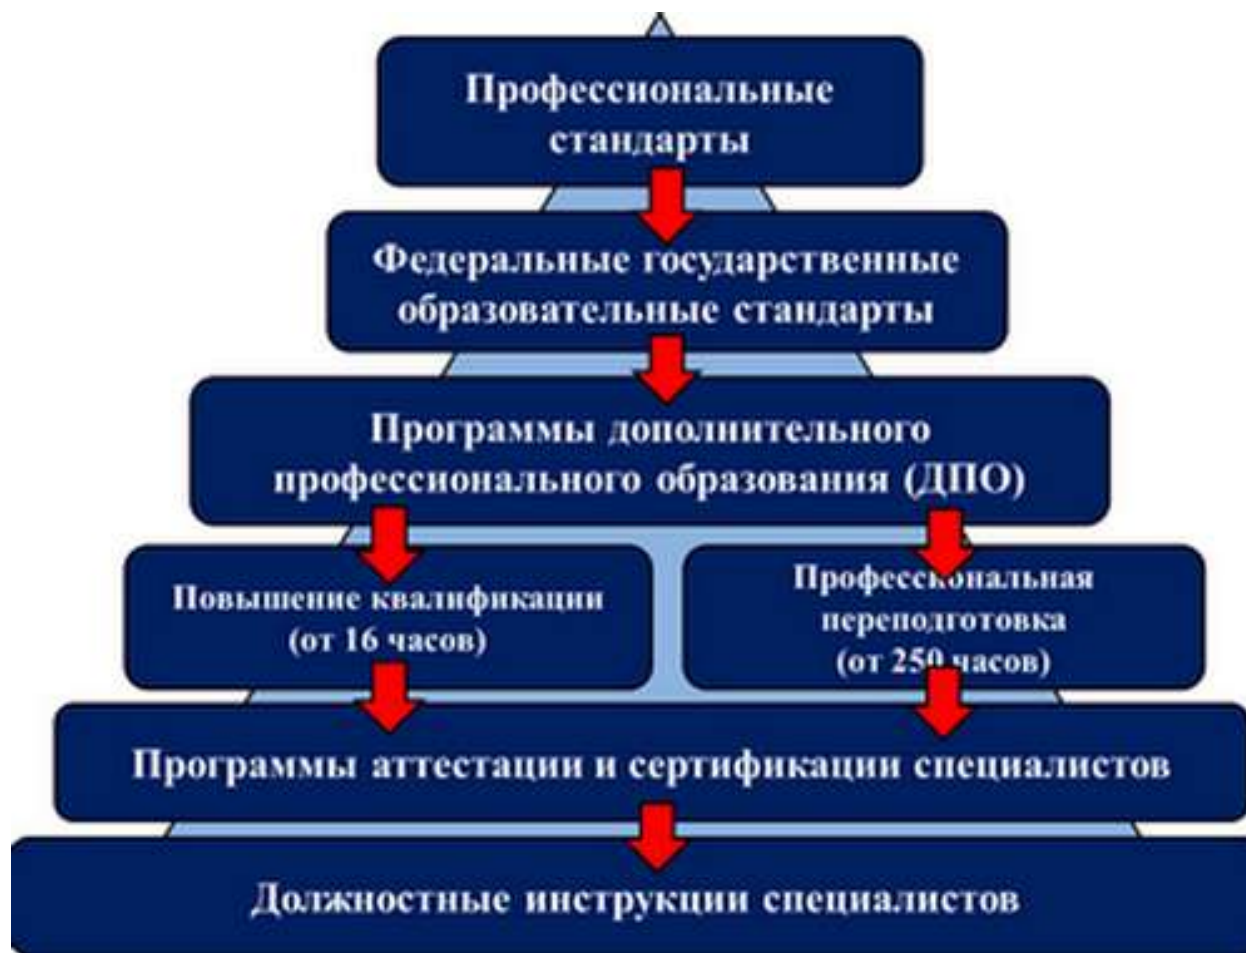 Профессиональные
стандарты
Федеральные государственные
образовательные стандарты
Программы дополнительного
профессионального образования (ДПО)
Повышение квалификации
(от 16 часов)
Профессиональная
переподготовка
(от 250 часов)
Программы аттестации и сертификации специалистов
Должностные инструкции специалистов